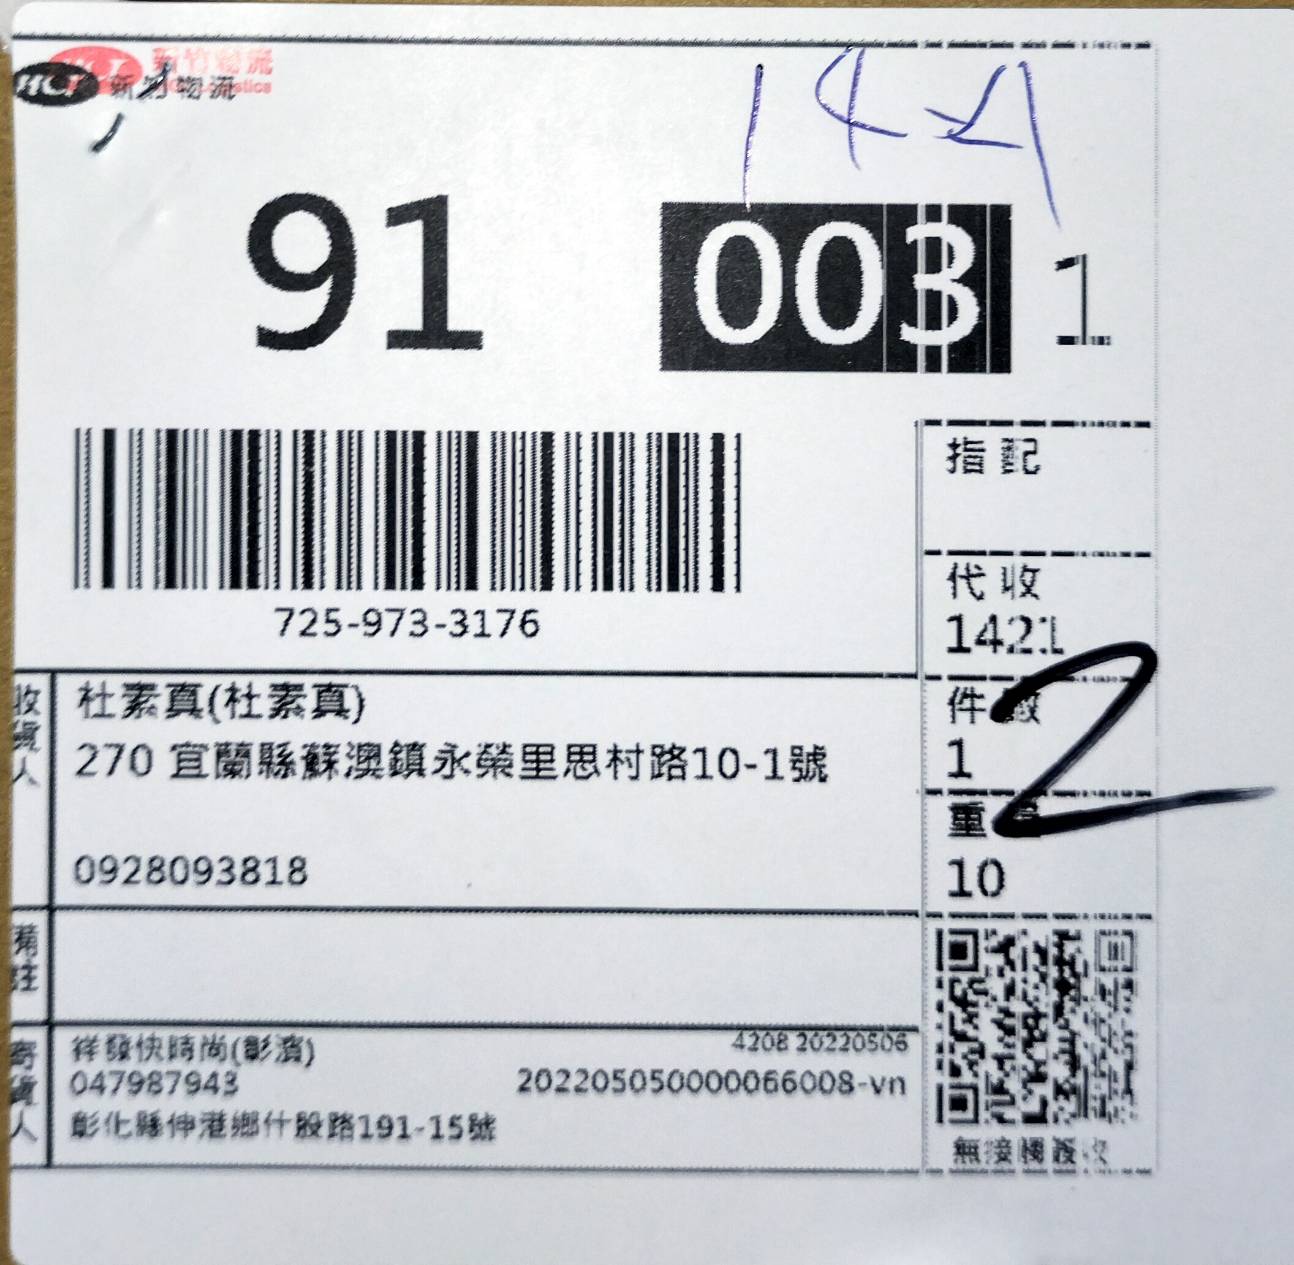 HCT 新竹物流
新竹物流
HCT Logistics
1421
91 003 1
指配
代收
1421
725-973-3176
收貨人
杜素真(杜素真)
270 宜蘭縣蘇澳鎮永榮里思村路10-1號
0928093818
件數
1
2
重量
10
備註
寄貨人
祥發快時尚(彰濱)
4208 20220506
047987943
202205050000066008-vn
彰化縣伸港鄉什股路191-15號
無接觸簽收